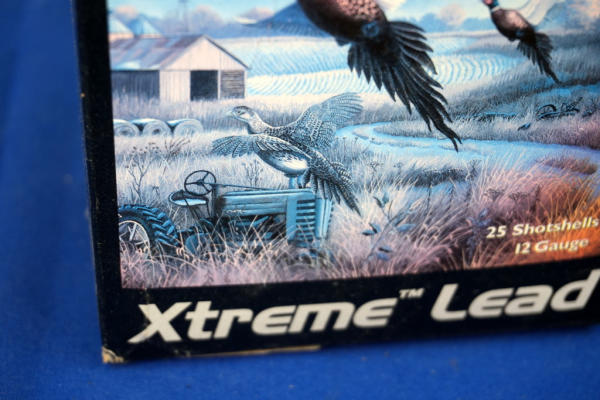 25 Shotshells
12 Gauge
Xtreme™ Lead